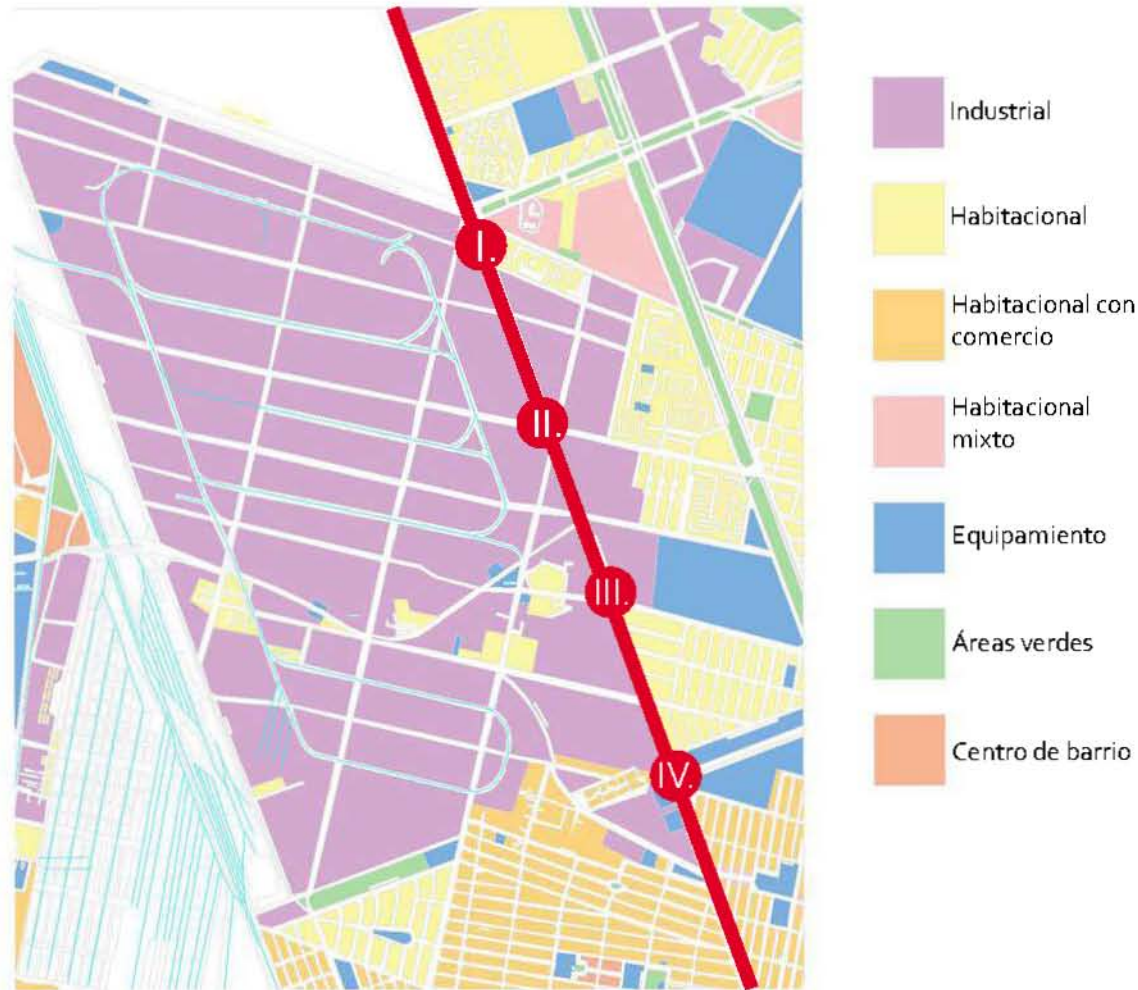 I.
II.
III.
IV.
Industrial
Habitacional
Habitacional con
comercio
Habitacional
mixto
Equipamiento
Áreas verdes
Centro de barrio